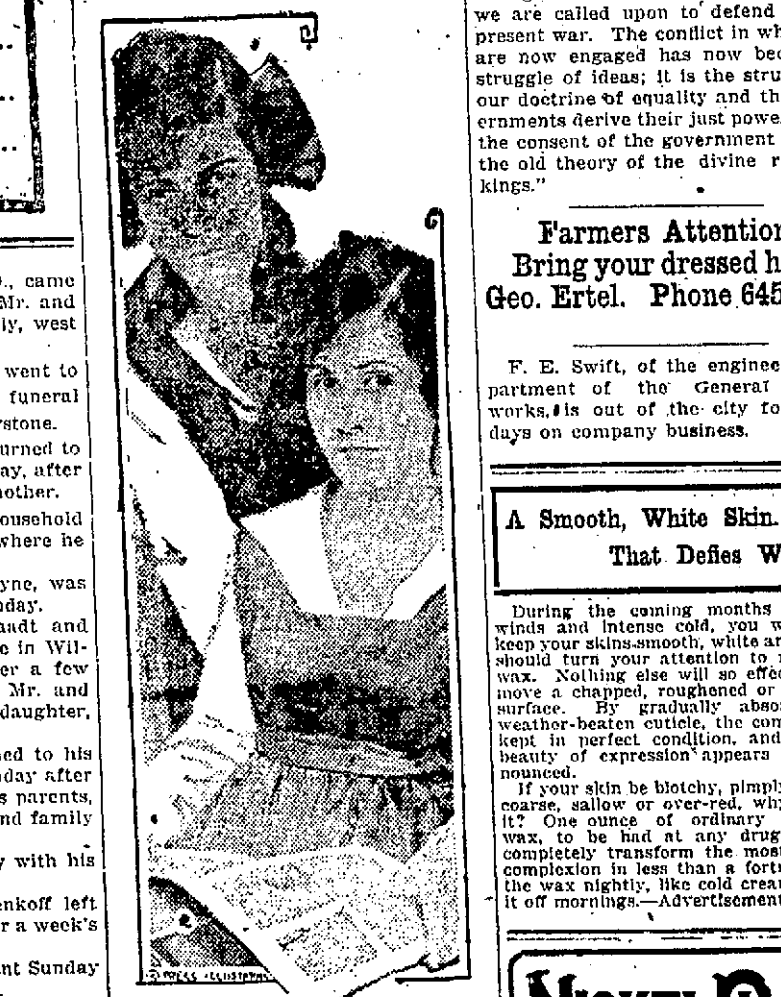 ., came
Mr. and
ly, west
went to
funeral
rstone.
urned to
ay, after
nother.
ousehold
where he
yne, was
nday.
andt and
e in Wil-
er a few
Mr. and
daughter,
ned to his
day after
s parents,
nd family
y with his
enkoff left
r a week's
nt Sunday
we are called upon to defend
present war. The conflict in wh
are now engaged has now bec
struggle of ideas; it is the stru
our doctrine of equality and th
ernments derive their just powe
the consent of the government
the old theory of the divine r
kings."
Farmers Attention
Bring your dressed h
Geo. Ertel. Phone 645
F. E. Swift, of the enginee
partment of the General
works, is out of the city fo
days on company business.
A Smooth, White Skin.
That Defies W
During the coming months
winds and intense cold, you w
keep your skins smooth, white an
should turn your attention to
wax. Nothing else will so effec
move a chapped, roughened or
surface. By gradually abso
weather-beaten cuticle, the com
kept in perfect condition, and
beauty of expression appears
nounced.
If your skin be blotchy, pimply
coarse, sallow or over-red, why
it? One ounce of ordinary
wax, to be had at any drug
completely transform the most
complexion in less than a fort
the wax nightly, like cold crea
it off mornings.—Advertisement